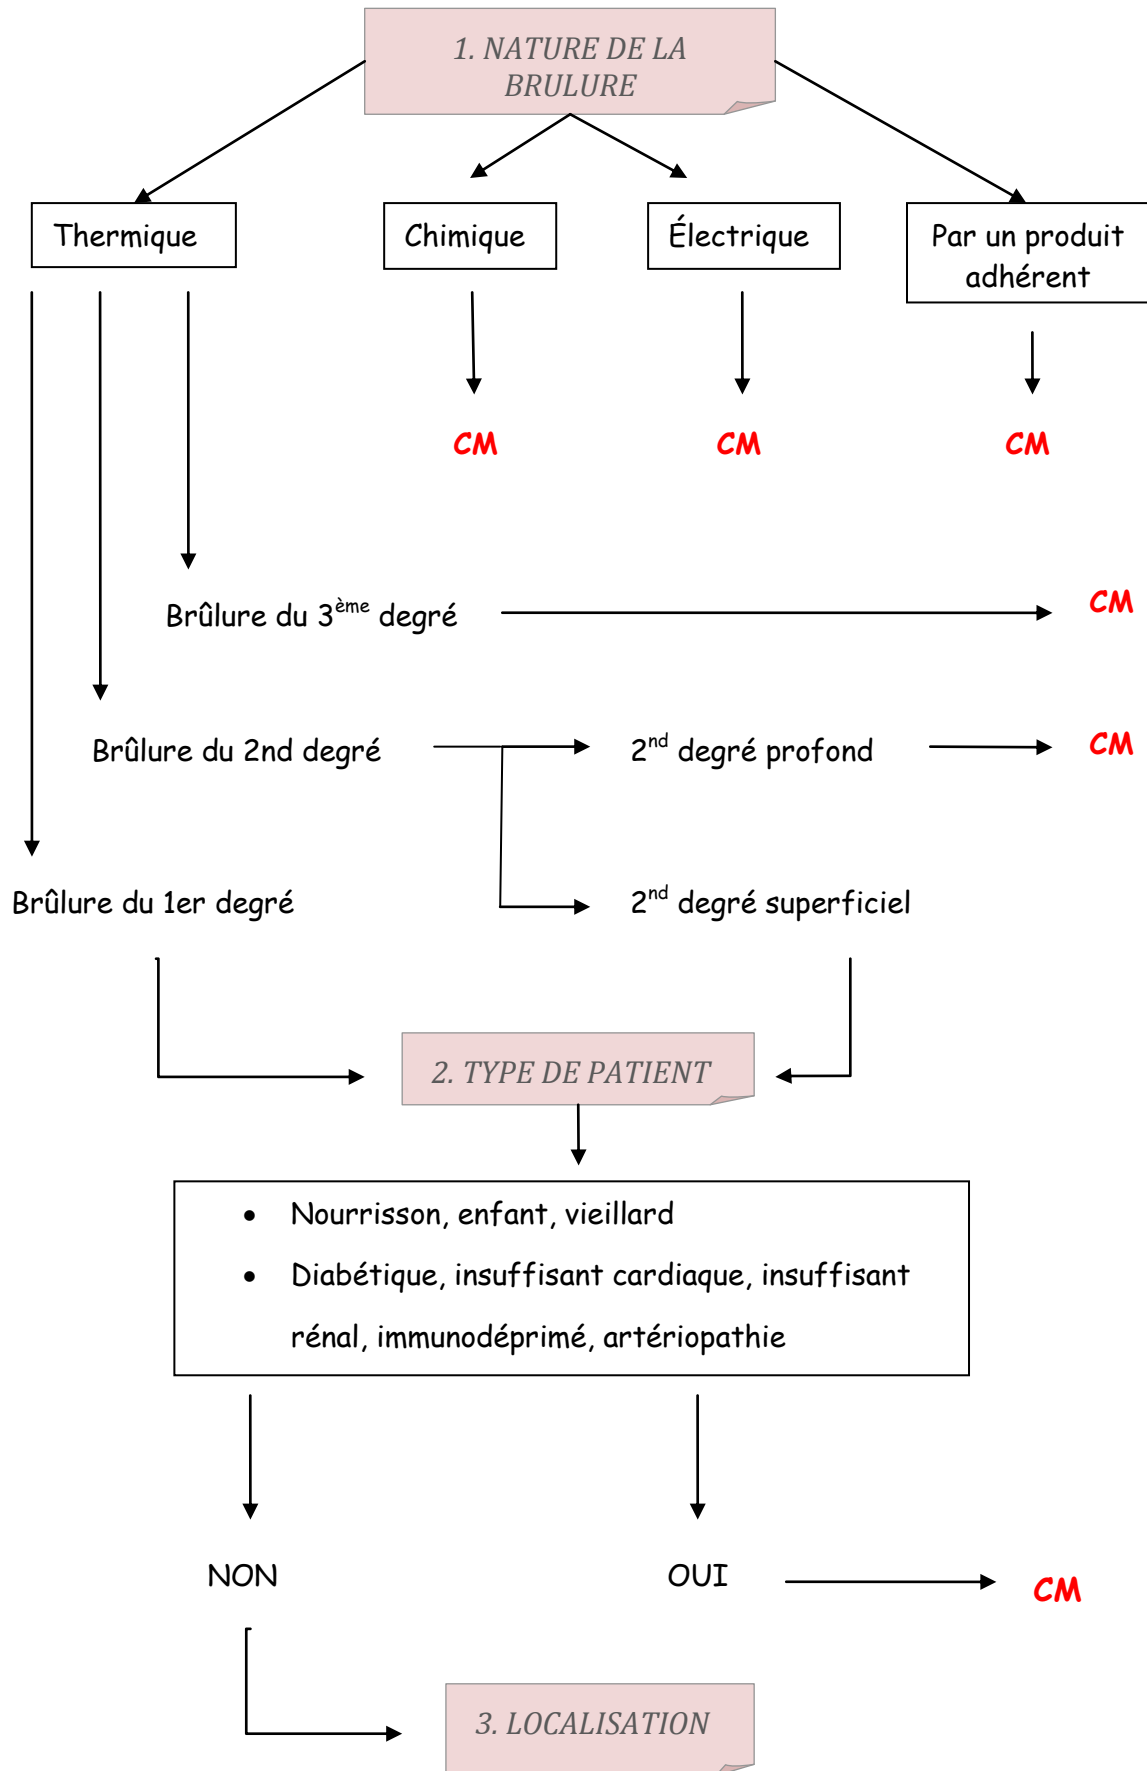 1. NATURE DE LA
BRULURE
Thermique
Chimique
Électrique
Par un produit
adhérent
CM
CM
CM
Brûlure du 3ème degré
CM
Brûlure du 2nd degré
2nd degré profond
CM
Brûlure du 1er degré
2nd degré superficiel
2. TYPE DE PATIENT
• Nourrisson, enfant, vieillard
• Diabétique, insuffisant cardiaque, insuffisant
rénal, immunodéprimé, artériopathie
NON
OUI
CM
3. LOCALISATION